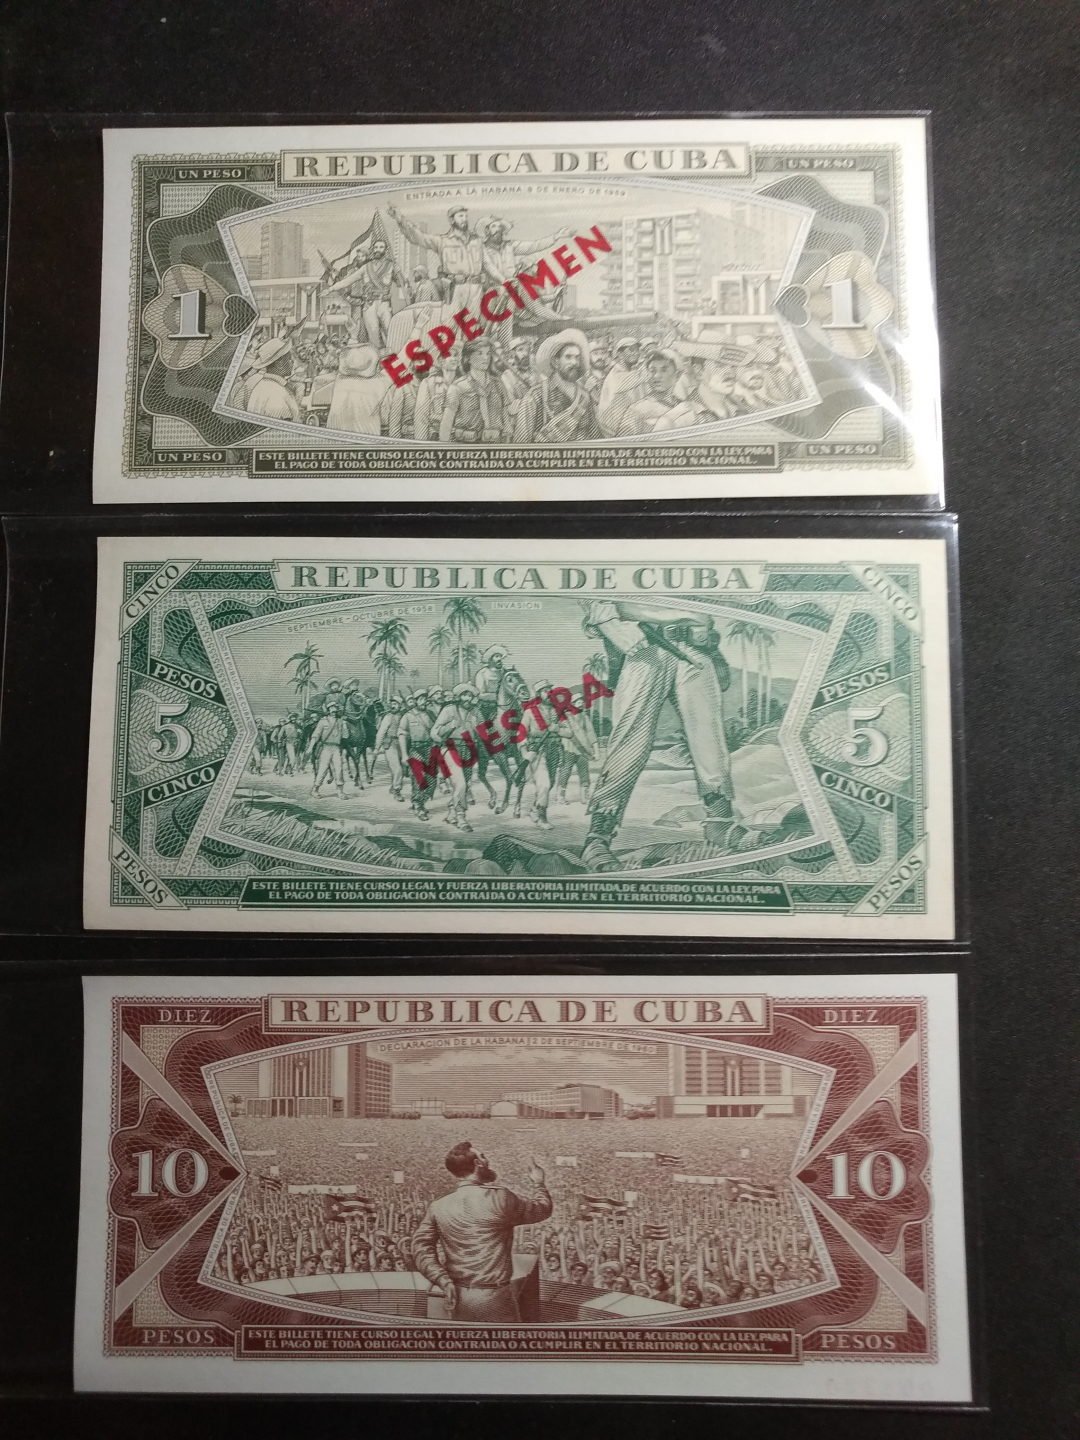 REPUBLICA DE CUBA
UN PESO
UN PESO
ENTRADA A LA HABANA 8 DE ENERO DE 1959
ESPECIMEN
1
1
UN PESO
UN PESO
ESTE BILLETE TIENE CURSO LEGAL Y FUERZA LIBERATORIA ILIMITADA, DE ACUERDO CON LA LEY, PARA
EL PAGO DE TODA OBLIGACION CONTRAIDA O A CUMPLIR EN EL TERRITORIO NACIONAL.
REPUBLICA DE CUBA
CINCO
CINCO
SEPTIEMBRE - OCTUBRE DE 1958
INVASION
MUESTRA
PESOS
PESOS
5
5
CINCO
CINCO
PESOS
PESOS
ESTE BILLETE TIENE CURSO LEGAL Y FUERZA LIBERATORIA ILIMITADA, DE ACUERDO CON LA LEY, PARA
EL PAGO DE TODA OBLIGACION CONTRAIDA O A CUMPLIR EN EL TERRITORIO NACIONAL.
REPUBLICA DE CUBA
DIEZ
DIEZ
DECLARACION DE LA HABANA 2 DE SEPTIEMBRE DE 1960
10
10
PESOS
PESOS
ESTE BILLETE TIENE CURSO LEGAL Y FUERZA LIBERATORIA ILIMITADA, DE ACUERDO CON LA LEY, PARA
EL PAGO DE TODA OBLIGACION CONTRAIDA O A CUMPLIR EN EL TERRITORIO NACIONAL.